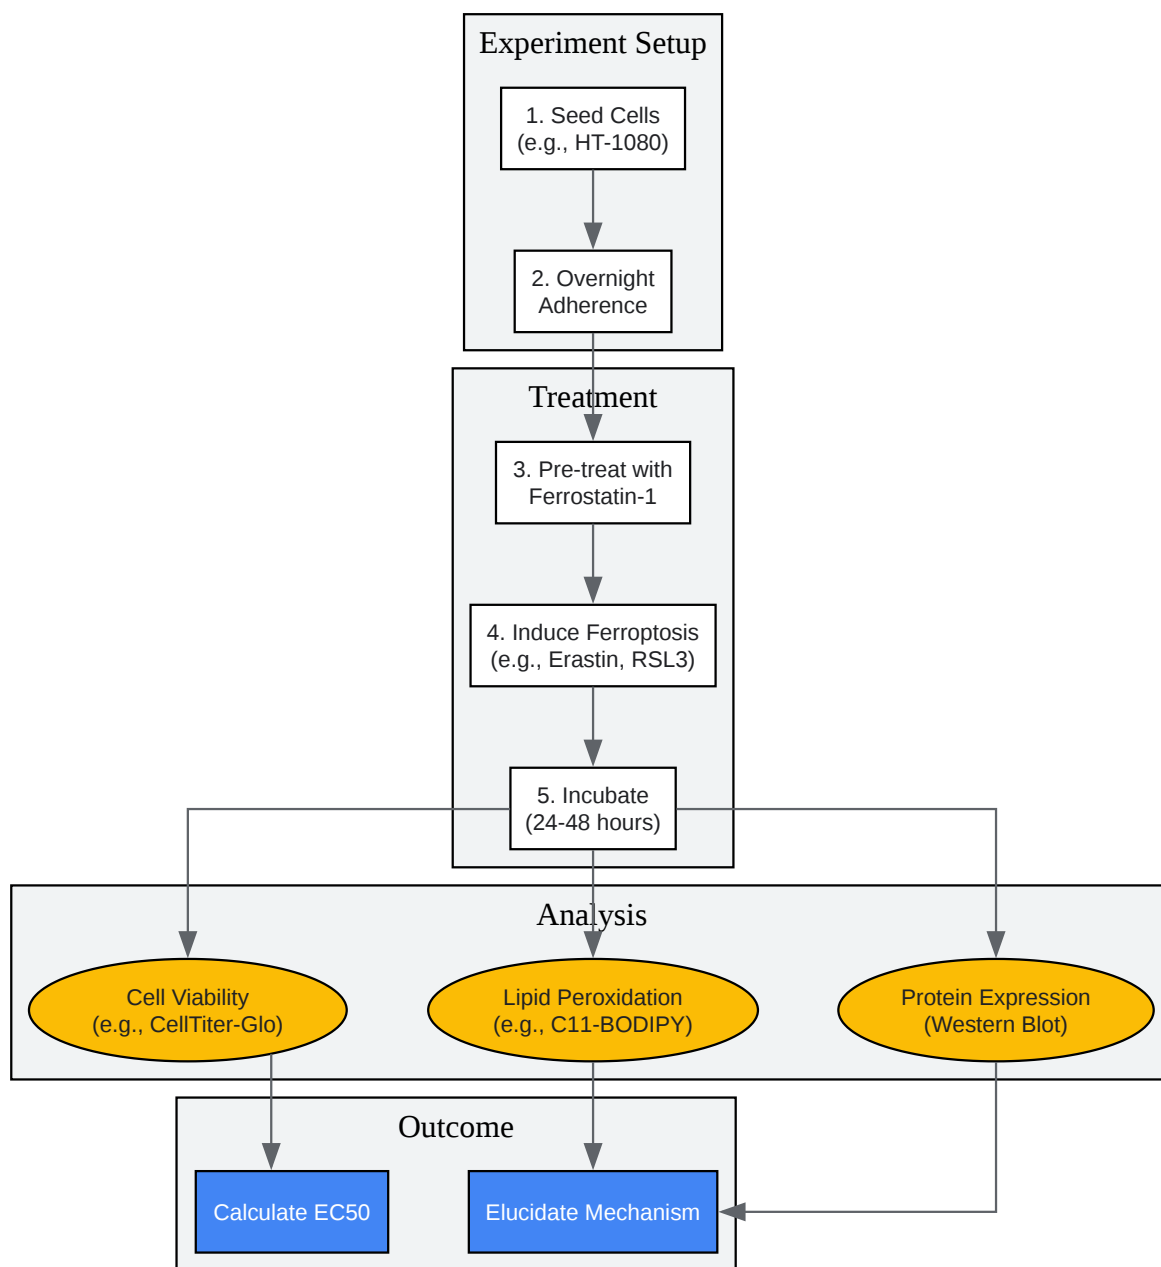 Experiment Setup
1. Seed Cells
(e.g., HT-1080)
2. Overnight
Adherence
Treatment
3. Pre-treat with
Ferrostatin-1
4. Induce Ferroptosis
(e.g., Erastin, RSL3)
5. Incubate
(24-48 hours)
Analysis
Cell Viability
(e.g., CellTiter-Glo)
Lipid Peroxidation
(e.g., C11-BODIPY)
Protein Expression
(Western Blot)
Outcome
Calculate EC50
Elucidate Mechanism